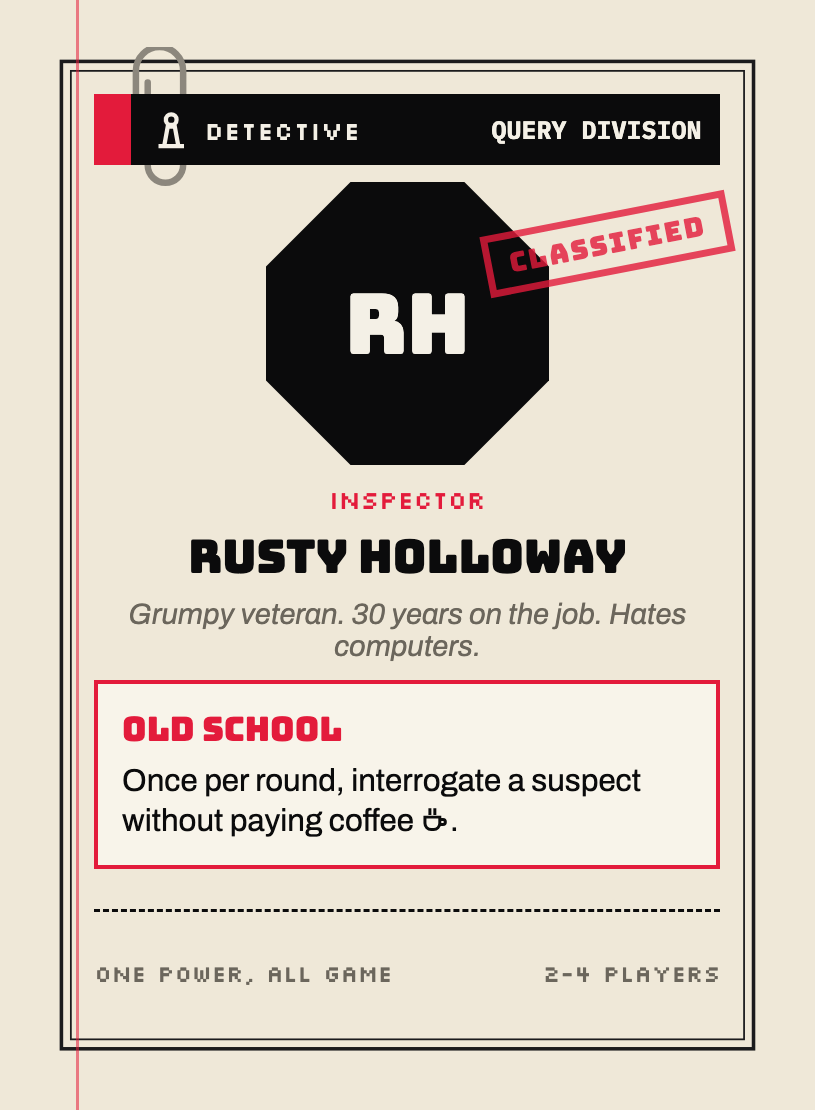 DETECTIVE QUERY DIVISION
CLASSIFIED
RH
INSPECTOR
RUSTY HOLLOWAY
Grumpy veteran. 30 years on the job. Hates
computers.
OLD SCHOOL
Once per round, interrogate a suspect
without paying coffee ☕.
ONE POWER, ALL GAME 2-4 PLAYERS